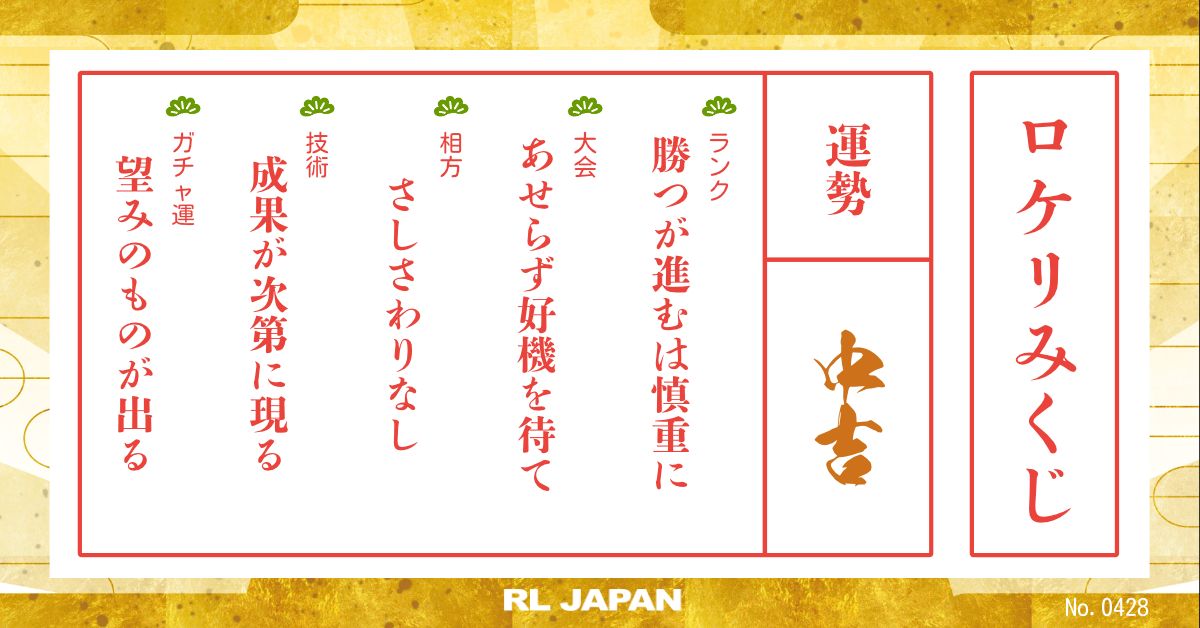 ロケリみくじ
運勢
中吉
ランク
勝つが進むは慎重に
大会
あせらず好機を待て
相方
さしさわりなし
技術
成果が次第に現る
ガチャ運
望みのものが出る
RL JAPAN
No. 0428